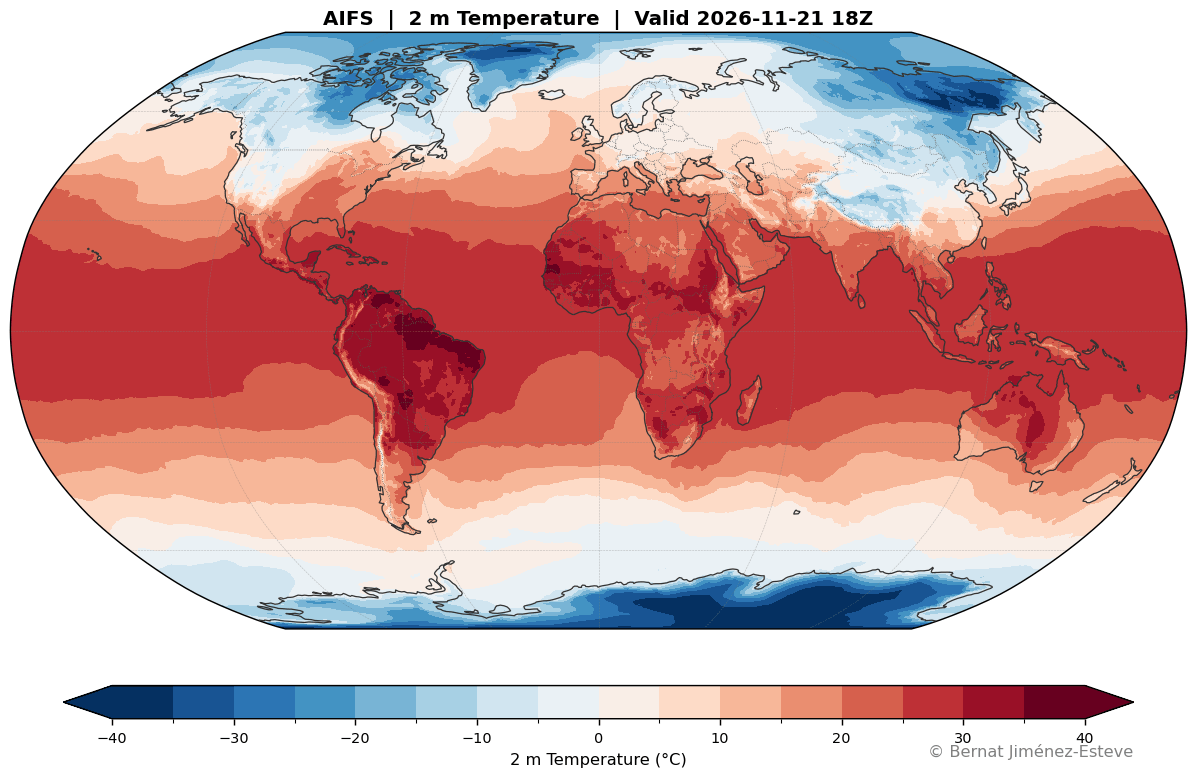 AIFS | 2 m Temperature | Valid 2026-11-21 18Z
−40 −30 −20 −10 0 10 20 30 40
2 m Temperature (°C)
© Bernat Jiménez-Esteve